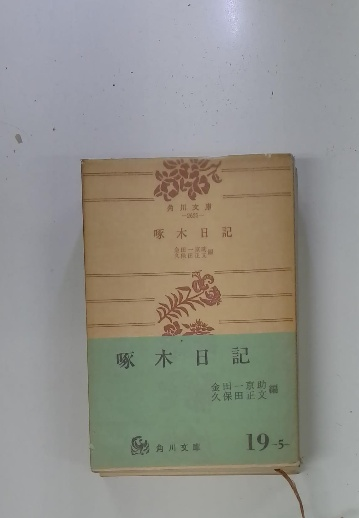 角川文庫
啄木日記
金田一京助
久保田正文 編
啄木日記
金田一京助
久保田正文 編
角川文庫
19-5-